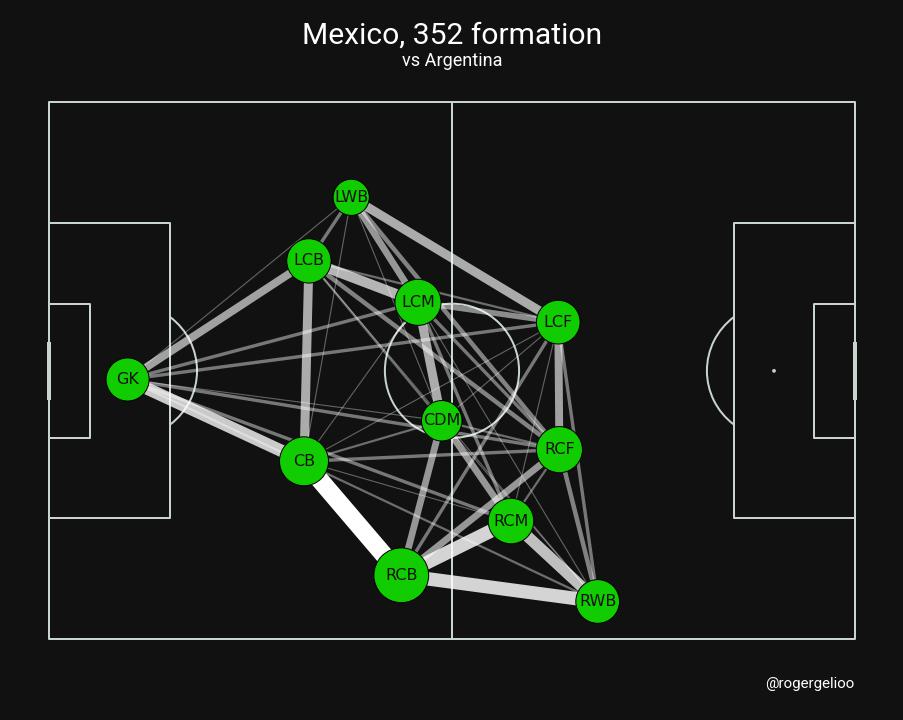 Mexico, 352 formation
vs Argentina
LWB
LCB
LCM
LCF
GK
CDM
RCF
CB
RCM
RCB
RWB
@rogergelioo